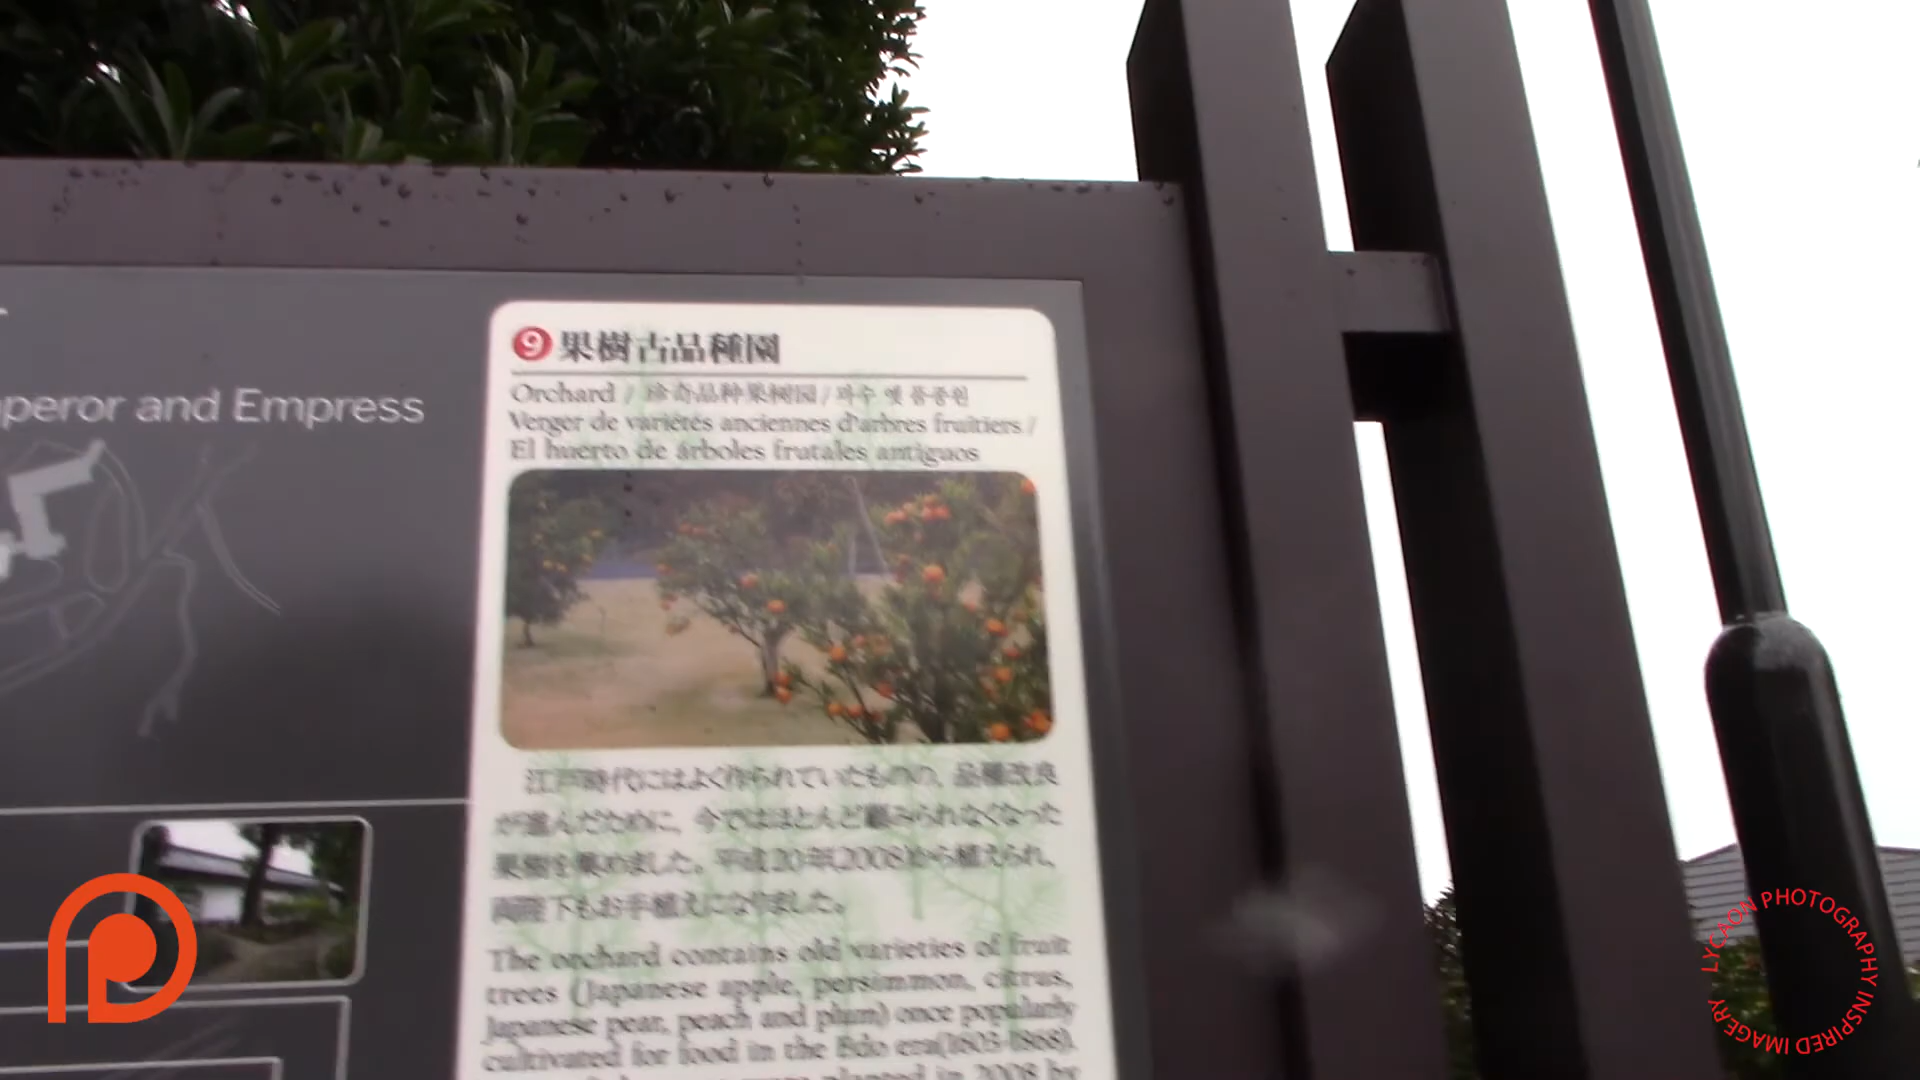 peror and Empress
9 果樹古品種園
Orchard / 珍奇品种果树园 / 과수 옛 품종원
Verger de variétés anciennes d'arbres fruitiers /
El huerto de árboles frutales antiguos
江戸時代にはよく作られていたものの、品種改良
が進んだために、今ではほとんど顧みられなくなった
果樹を集めました。平成20年(2008)から植えられ、
両陛下もお手植えになりました。
The orchard contains old varieties of fruit
trees (Japanese apple, persimmon, citrus,
Japanese pear, peach and plum) once popularly
cultivated for food in the Edo era(1603-1868).
planted in 2008 by
LYCAON PHOTOGRAPHY INSPIRED IMAGERY